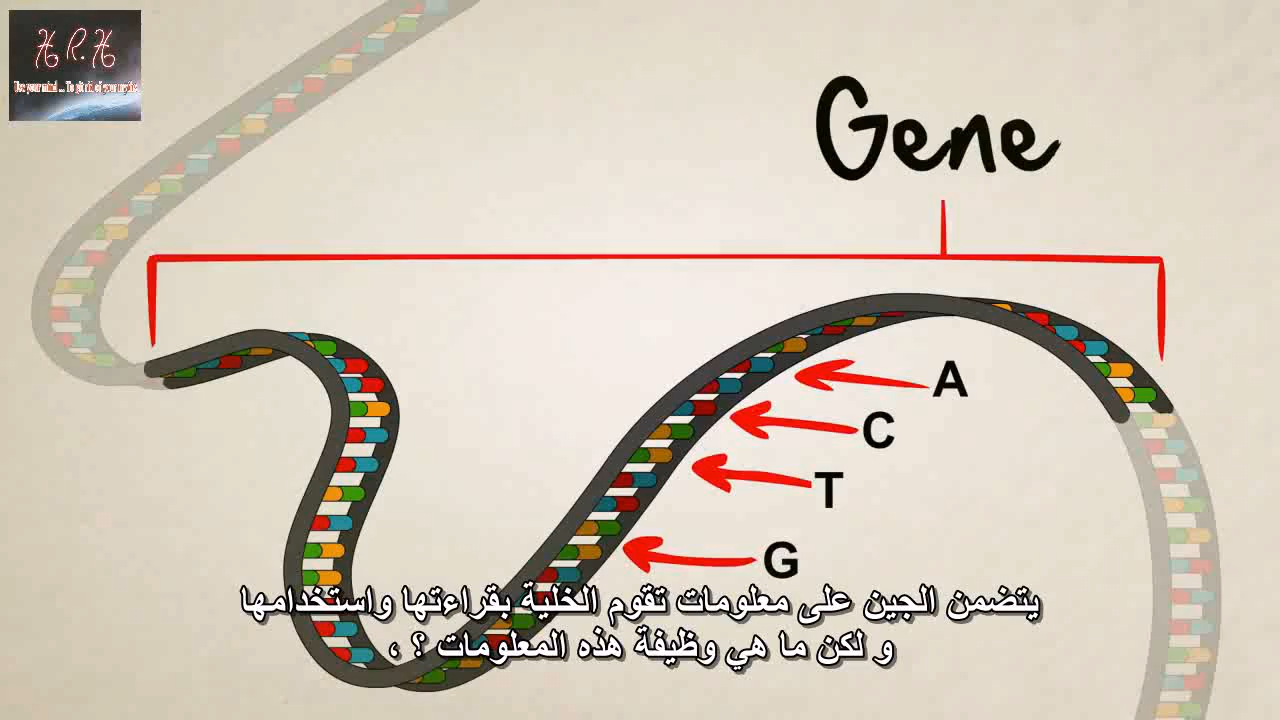 H R H
Gene
A
C
T
G
يتضمن الجين على معلومات تقوم الخلية بقراءتها واستخدامها
و لكن ما هي وظيفة هذه المعلومات ؟ ،